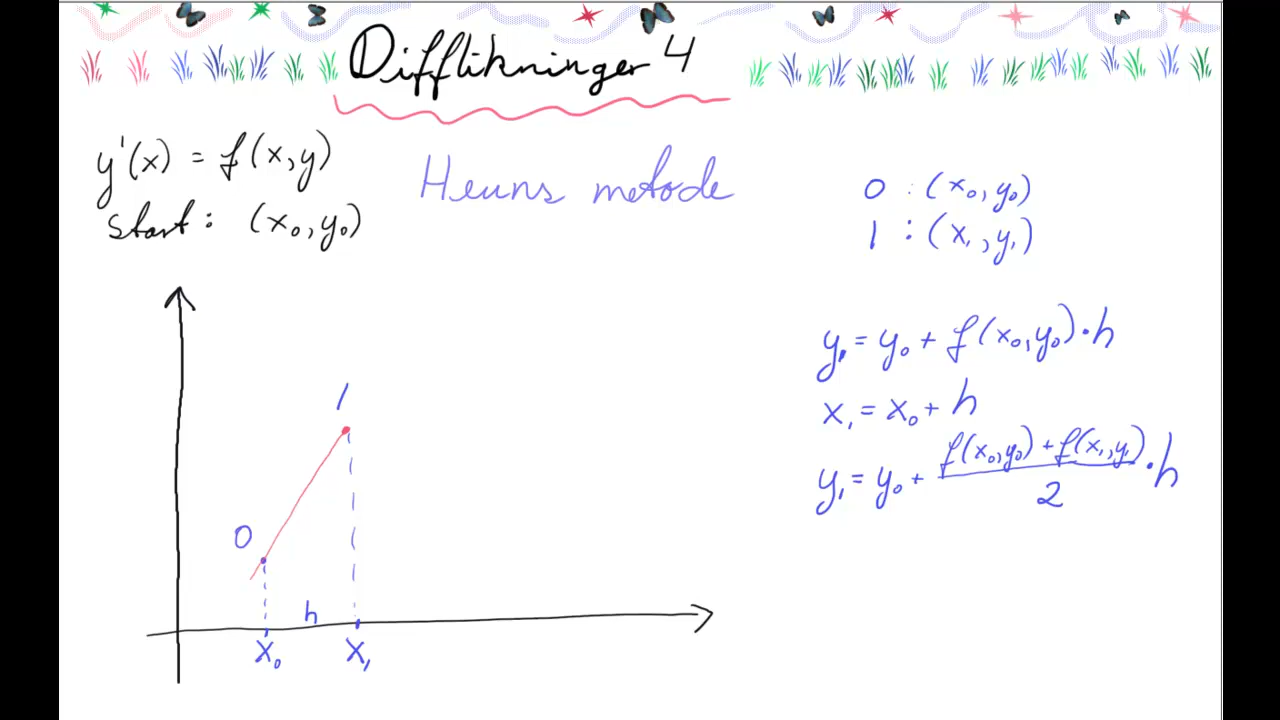 Difflikninger 4
y'(x) = f(x,y)
start: (x₀,y₀)
Heuns metode
0 : (x₀,y₀)
1 : (x₁,y₁)
y₁ = y₀ + f(x₀,y₀)·h
x₁ = x₀ + h
y₁ = y₀ + (f(x₀,y₀) + f(x₁,y₁))/2 · h
1
0
h
x₀ x₁